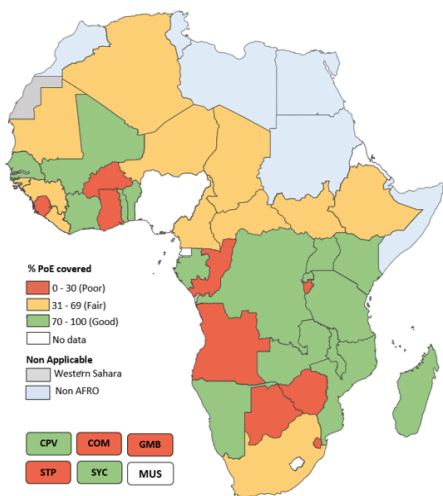 % PoE covered
0 - 30 (Poor)
31 - 69 (Fair)
70 - 100 (Good)
No data
Non Applicable
Western Sahara
Non AFRO
CPV COM GMB
STP SYC MUS